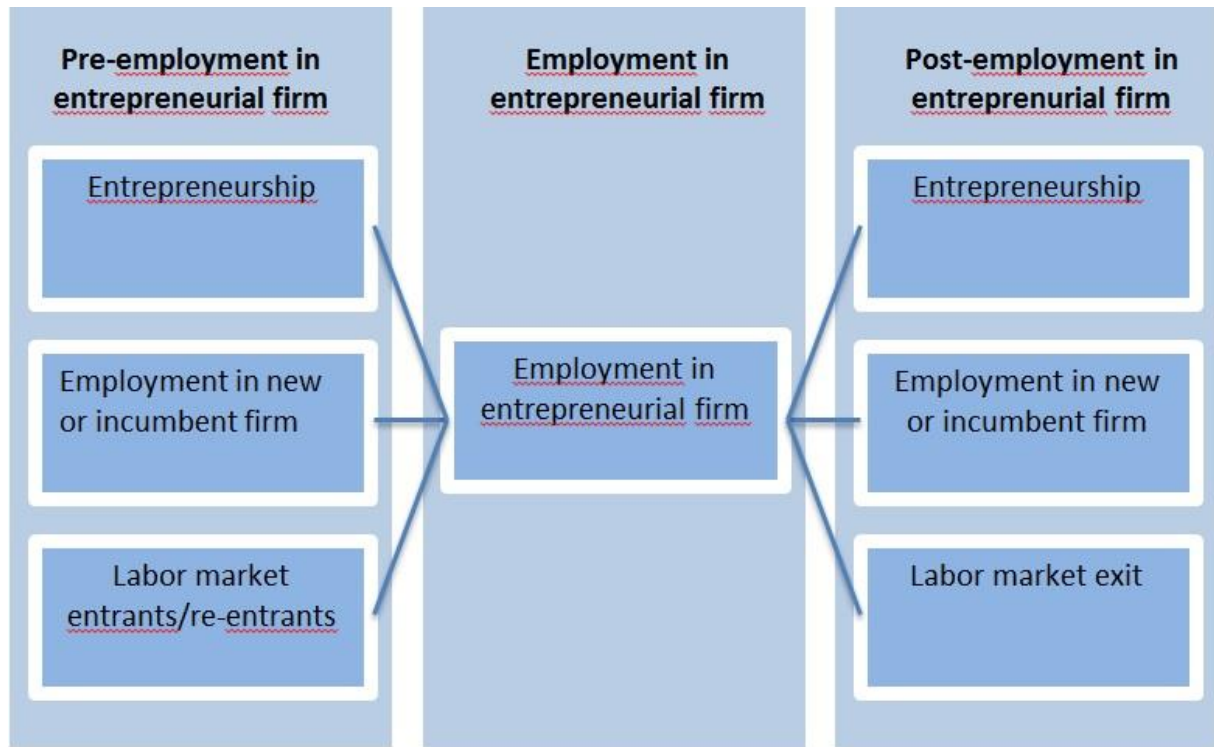 Pre-employment in
entrepreneurial firm
Entrepreneurship
Employment in new
or incumbent firm
Labor market
entrants/re-entrants
Employment in
entrepreneurial firm
Employment in
entrepreneurial firm
Post-employment in
entreprenurial firm
Entrepreneurship
Employment in new
or incumbent firm
Labor market exit